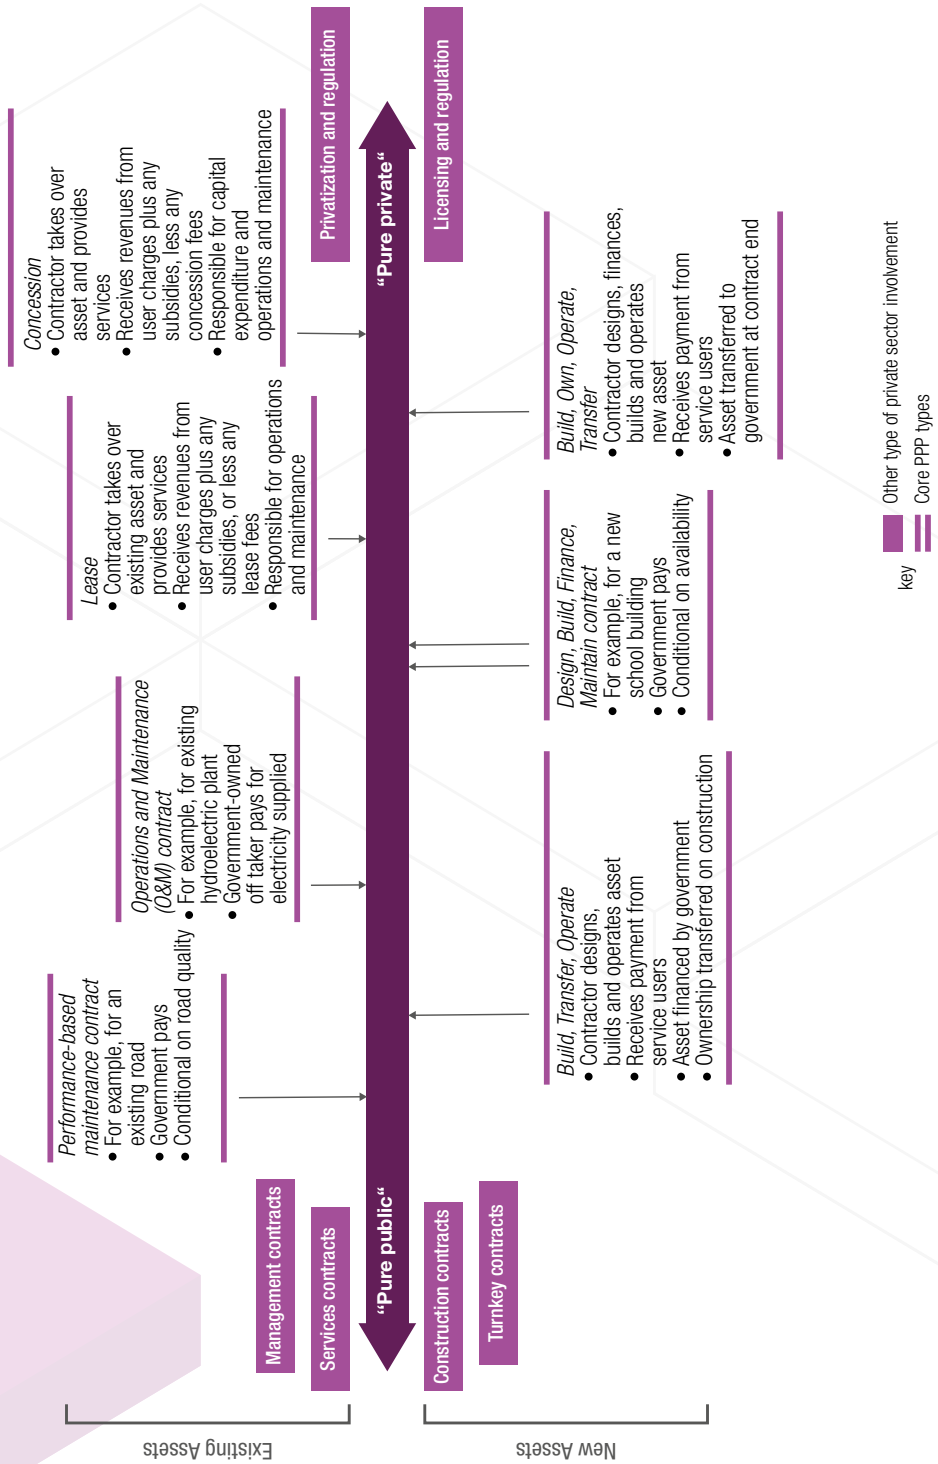 Existing Assets
Management contracts
Services contracts
Performance-based
maintenance contract
• For example, for an
existing road
• Government pays
• Conditional on road quality
Operations and Maintenance
(O&M) contract
• For example, for existing
hydroelectric plant
• Government-owned
off taker pays for
electricity supplied
Lease
• Contractor takes over
existing asset and
provides services
• Receives revenues from
user charges plus any
subsidies, or less any
lease fees
• Responsible for operations
and maintenance
Concession
• Contractor takes over
asset and provides
services
• Receives revenues from
user charges plus any
subsidies, less any
concession fees
• Responsible for capital
expenditure and
operations and maintenance
Privatization and regulation
“Pure public“
“Pure private“
New Assets
Construction contracts
Turnkey contracts
Build, Transfer, Operate
• Contractor designs,
builds and operates asset
• Receives payment from
service users
• Asset financed by government
• Ownership transferred on construction
Design, Build, Finance,
Maintain contract
• For example, for a new
school building
• Government pays
• Conditional on availability
Build, Own, Operate,
Transfer
• Contractor designs, finances,
builds and operates
new asset
• Receives payment from
service users
• Asset transferred to
government at contract end
Licensing and regulation
key
Other type of private sector involvement
Core PPP types